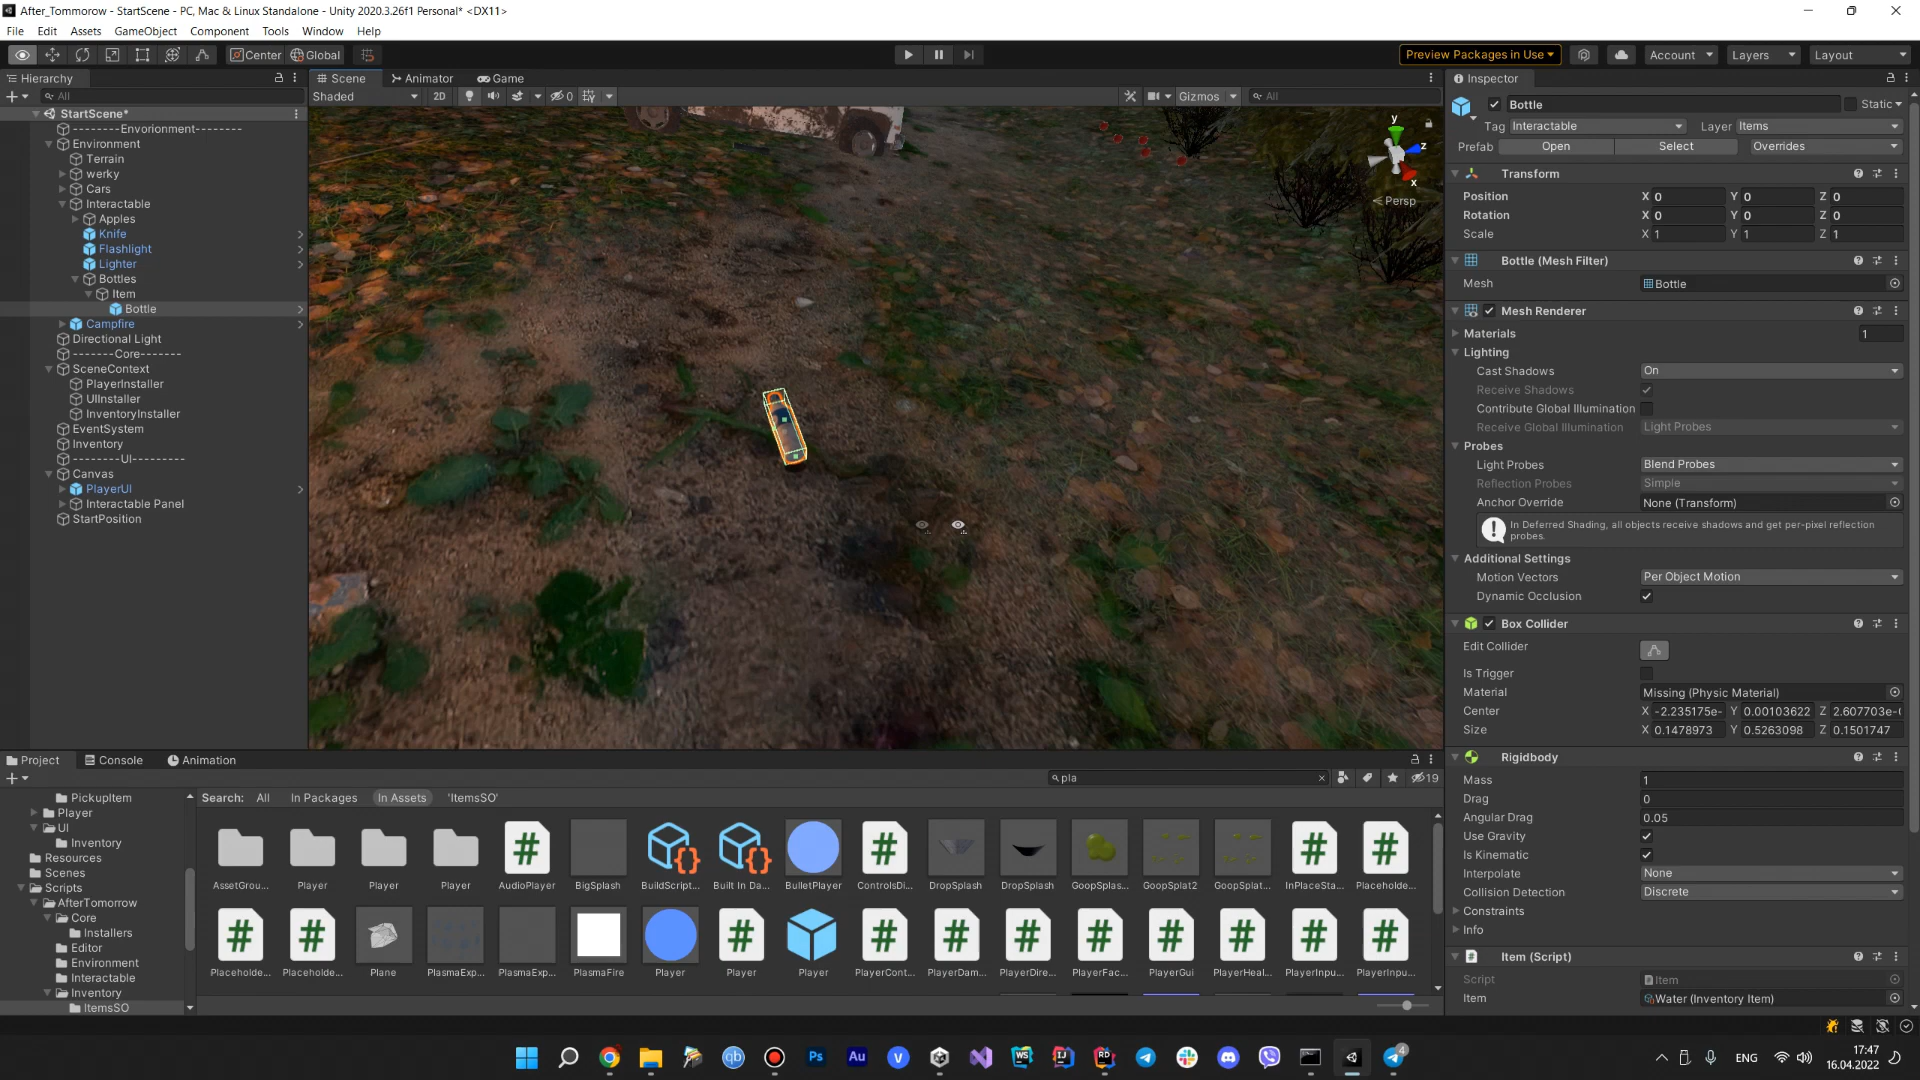 After_Tommorow - StartScene - PC, Mac & Linux Standalone - Unity 2020.3.26f1 Personal* <DX11>
File Edit Assets GameObject Component Tools Window Help
Center Global Preview Packages in Use Account Layers Layout
Hierarchy
All
StartScene*
--------Envorionment--------
Environment
Terrain
werky
Cars
Interactable
Apples
Knife
Flashlight
Lighter
Bottles
Item
Bottle
Campfire
Directional Light
-------Core-------
SceneContext
PlayerInstaller
UIInstaller
InventoryInstaller
EventSystem
Inventory
--------UI---------
Canvas
PlayerUI
Interactable Panel
StartPosition
Scene Animator Game
Shaded 2D 0 Gizmos All
y
z
x
Persp
Inspector
Bottle Static
Tag Interactable Layer Items
Prefab Open Select Overrides
Transform
Position X 0 Y 0 Z 0
Rotation X 0 Y 0 Z 0
Scale X 1 Y 1 Z 1
Bottle (Mesh Filter)
Mesh Bottle
Mesh Renderer
Materials 1
Lighting
Cast Shadows On
Receive Shadows
Contribute Global Illumination
Receive Global Illumination Light Probes
Probes
Light Probes Blend Probes
Reflection Probes Simple
Anchor Override None (Transform)
In Deferred Shading, all objects receive shadows and get per-pixel reflection
probes.
Additional Settings
Motion Vectors Per Object Motion
Dynamic Occlusion
Box Collider
Edit Collider
Is Trigger
Material Missing (Physic Material)
Center X -2.235175e- Y 0.00103622 Z 2.607703e-
Size X 0.1478973 Y 0.5263098 Z 0.1501747
Rigidbody
Mass 1
Drag 0
Angular Drag 0.05
Use Gravity
Is Kinematic
Interpolate None
Collision Detection Discrete
Constraints
Info
Item (Script)
Script Item
Item Water (Inventory Item)
Project Console Animation
pla 19
PickupItem
Player
UI
Inventory
Resources
Scenes
Scripts
AfterTomorrow
Core
Installers
Editor
Environment
Interactable
Inventory
ItemsSO
Search: All In Packages In Assets 'ItemsSO'
AssetGrou... Player Player Player AudioPlayer BigSplash BuildScript... Built In Da... BulletPlayer ControlsDi... DropSplash DropSplash GoopSplas... GoopSplat2 GoopSplat... InPlaceSta... Placeholde...
Placeholde... Placeholde... Plane PlasmaExp... PlasmaExp... PlasmaFire Player Player Player PlayerCont... PlayerDam... PlayerDire... PlayerFac... PlayerGui PlayerHeal... PlayerInpu... PlayerInpu...
qb Ps Au V WS IJ RD 4 ENG
17:47
16.04.2022